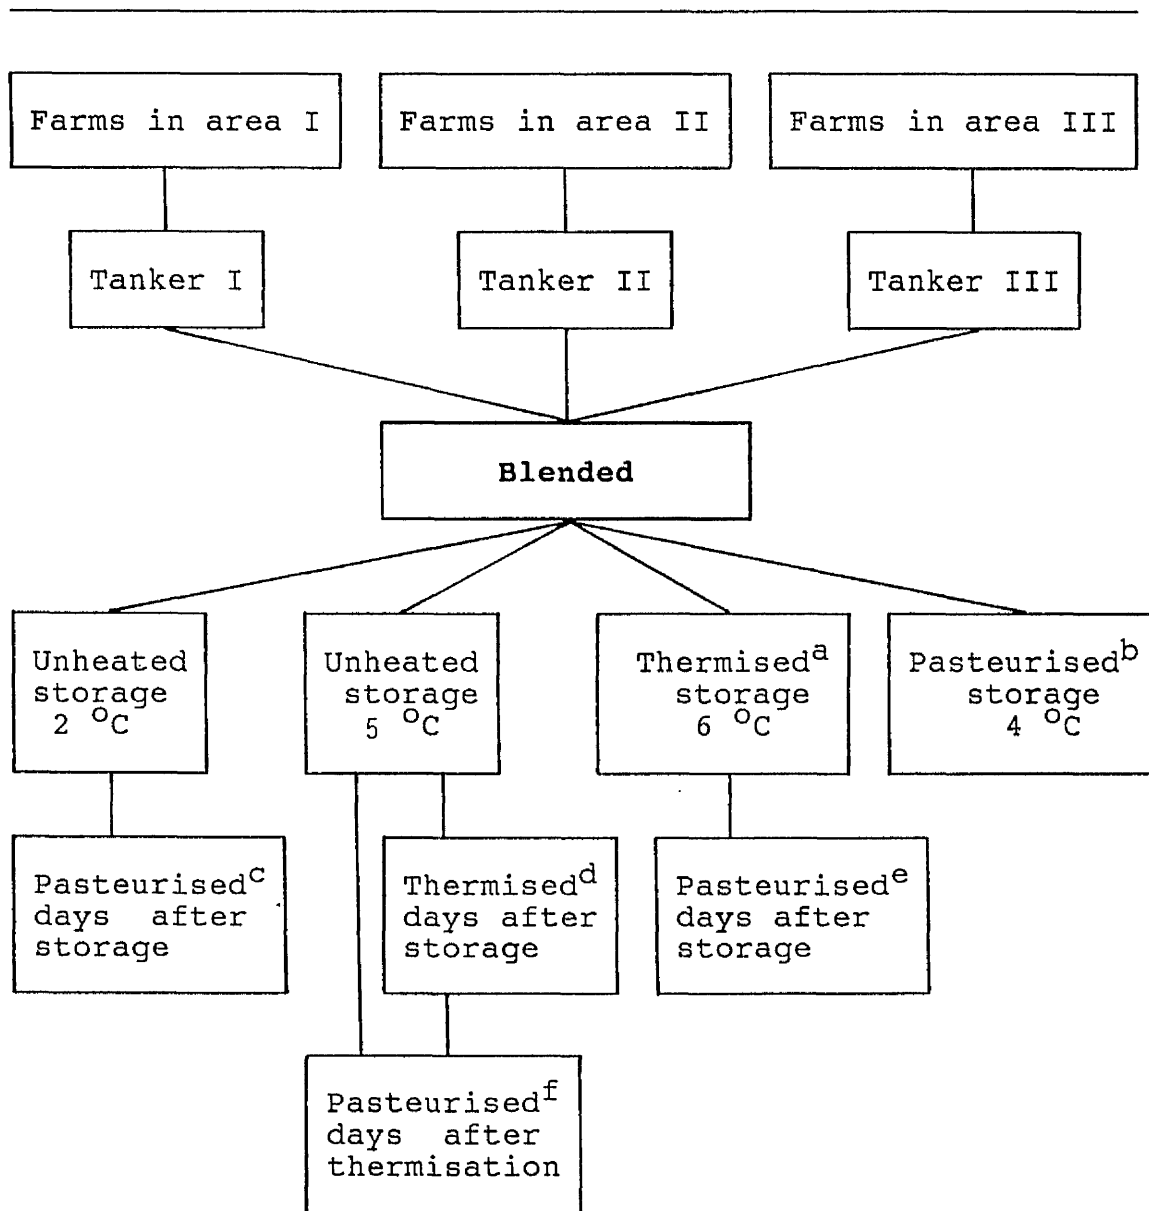 Farms in area I
Farms in area II
Farms in area III
Tanker I
Tanker II
Tanker III
Blended
Unheated
storage
2 °C
Unheated
storage
5 °C
Thermisedᵃ
storage
6 °C
Pasteurisedᵇ
storage
4 °C
Pasteurisedᶜ
days after
storage
Thermisedᵈ
days after
storage
Pasteurisedᵉ
days after
storage
Pasteurisedᶠ
days after
thermisation